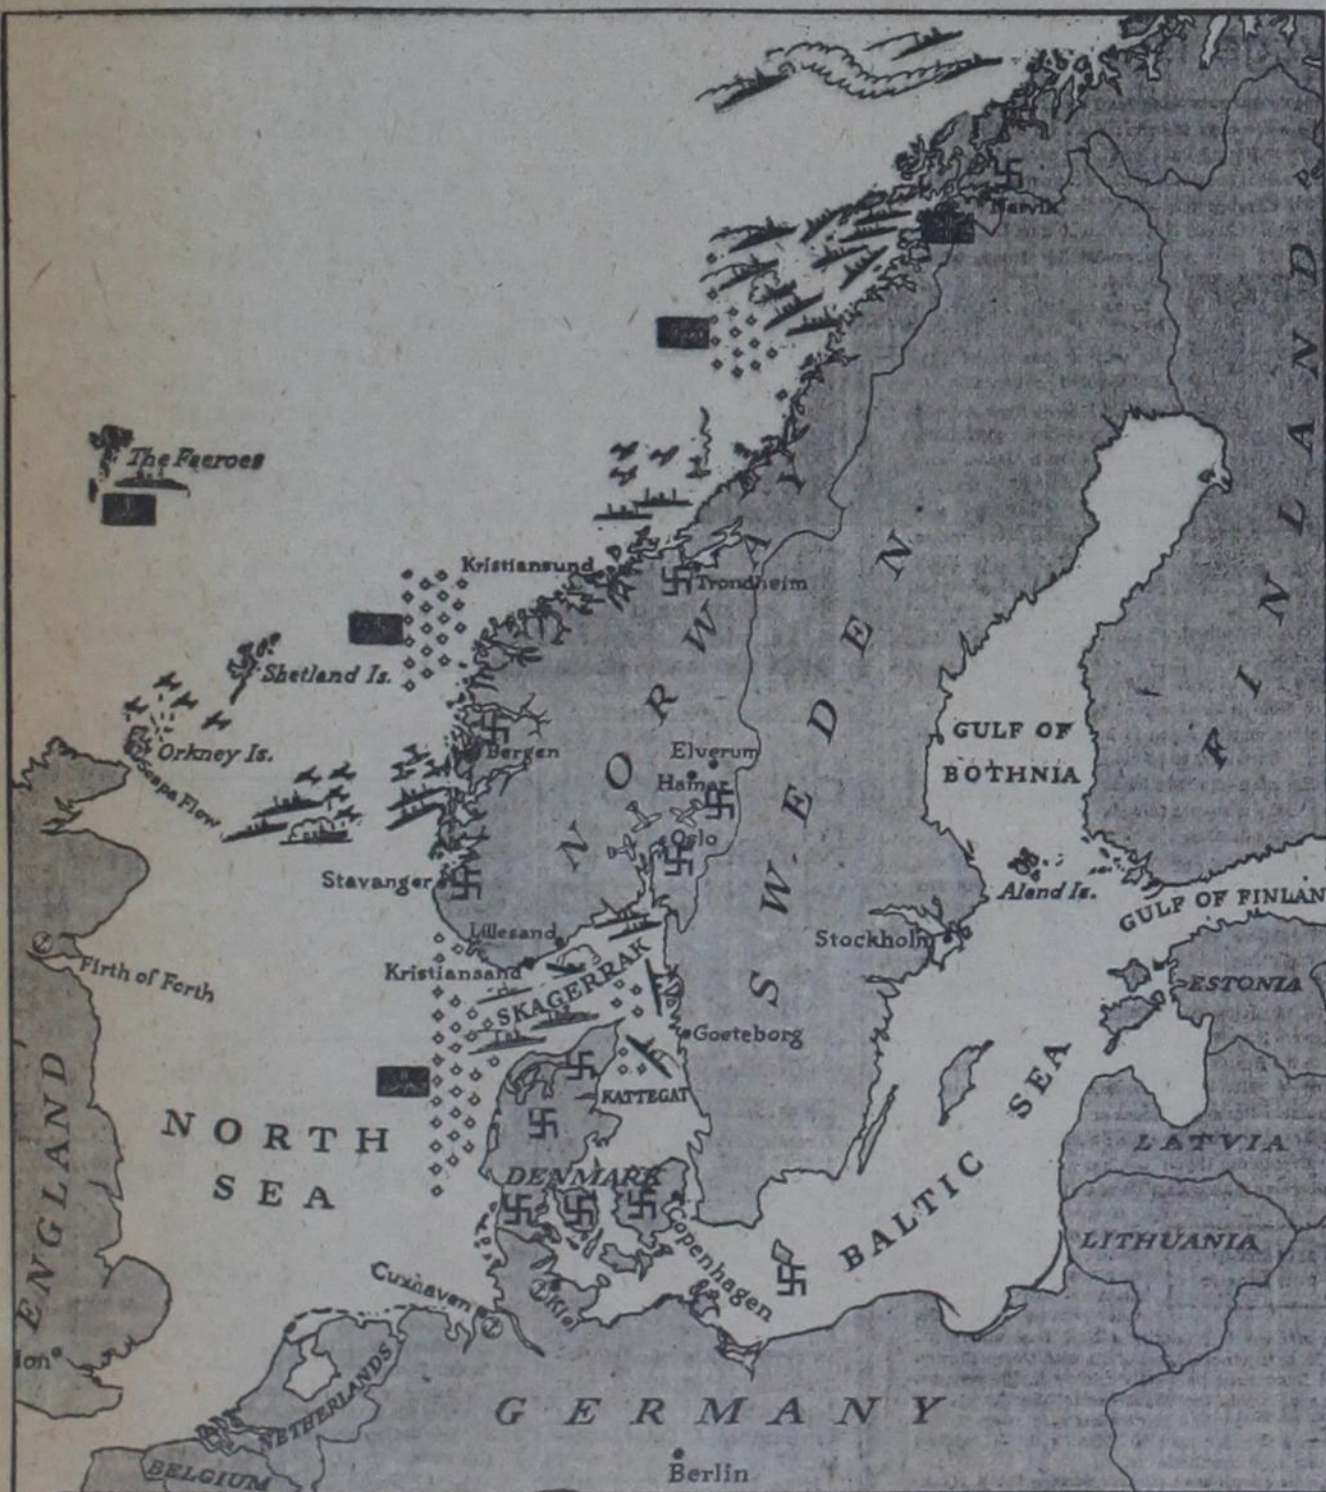 Narvik
The Faeroes
Kristiansund
Trondheim
Shetland Is.
Orkney Is.
Scapa Flow
Bergen
Elverum
Hamar
Oslo
Stavanger
Lillesand
Kristiansand
SKAGERRAK
Goeteborg
KATTEGAT
NORWAY
SWEDEN
FINLAND
GULF OF
BOTHNIA
Aland Is.
GULF OF FINLAN
Stockholm
ESTONIA
LATVIA
LITHUANIA
BALTIC SEA
Firth of Forth
ENGLAND
NORTH
SEA
DENMARK
Copenhagen
Cuxhaven
Kiel
don
NETHERLANDS
BELGIUM
GERMANY
Berlin